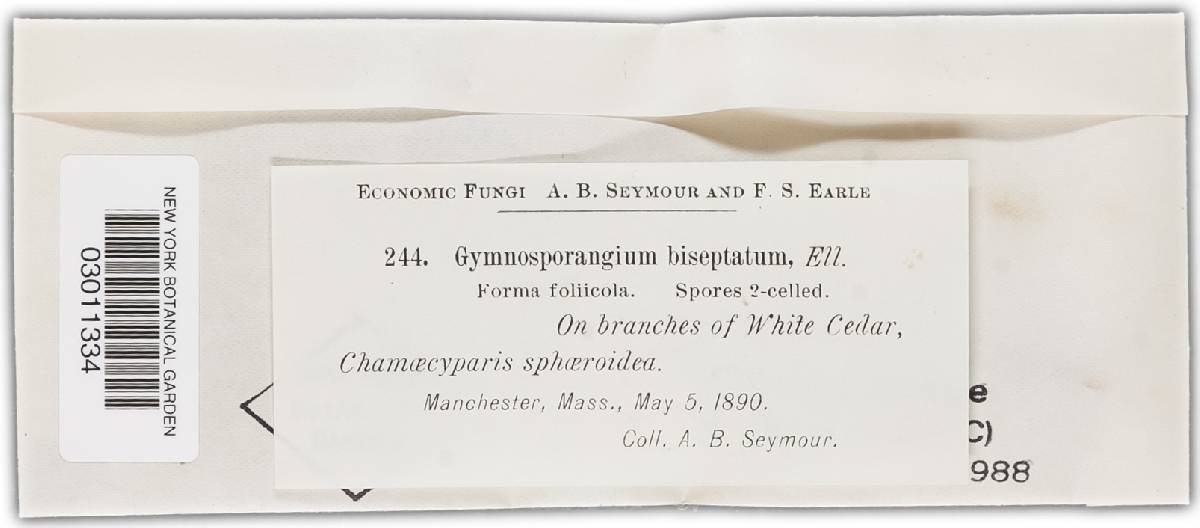 NEW YORK BOTANICAL GARDEN
03011334
ECONOMIC FUNGI A. B. SEYMOUR AND F. S. EARLE
244. Gymnosporangium biseptatum, Ell.
Forma foliicola. Spores 2-celled.
On branches of White Cedar,
Chamæcyparis sphæroidea.
Manchester, Mass., May 5, 1890.
Coll. A. B. Seymour.
e
C)
988